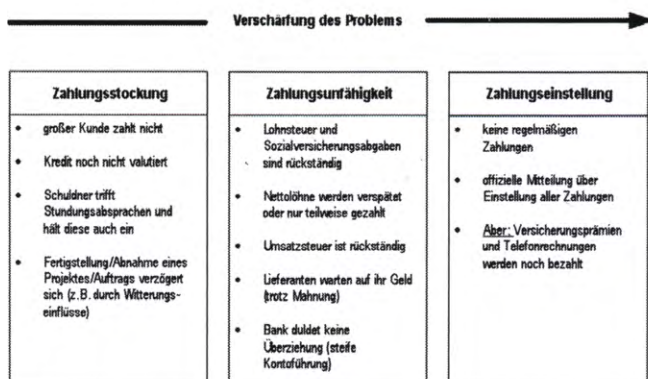 Verschärfung des Problems
Zahlungsstockung
• großer Kunde zahlt nicht
• Kredit noch nicht valutiert
• Schuldner trifft
Stundungsabsprachen und
hält diese auch ein
• Fertigstellung/Abnahme eines
Projektes/Auftrags verzögert
sich (z.B. durch Witterungs-
einflüsse)
Zahlungsunfähigkeit
• Lohnsteuer und
Sozialversicherungsabgaben
sind rückständig
• Nettolöhne werden verspätet
oder nur teilweise gezahlt
• Umsatzsteuer ist rückständig
• Lieferanten warten auf ihr Geld
(trotz Mahnung)
• Bank duldet keine
Überziehung (steife
Kontoführung)
Zahlungseinstellung
• keine regelmäßigen
Zahlungen
• offizielle Mitteilung über
Einstellung aller Zahlungen
• Aber: Versicherungsprämien
und Telefonrechnungen
werden noch bezahlt